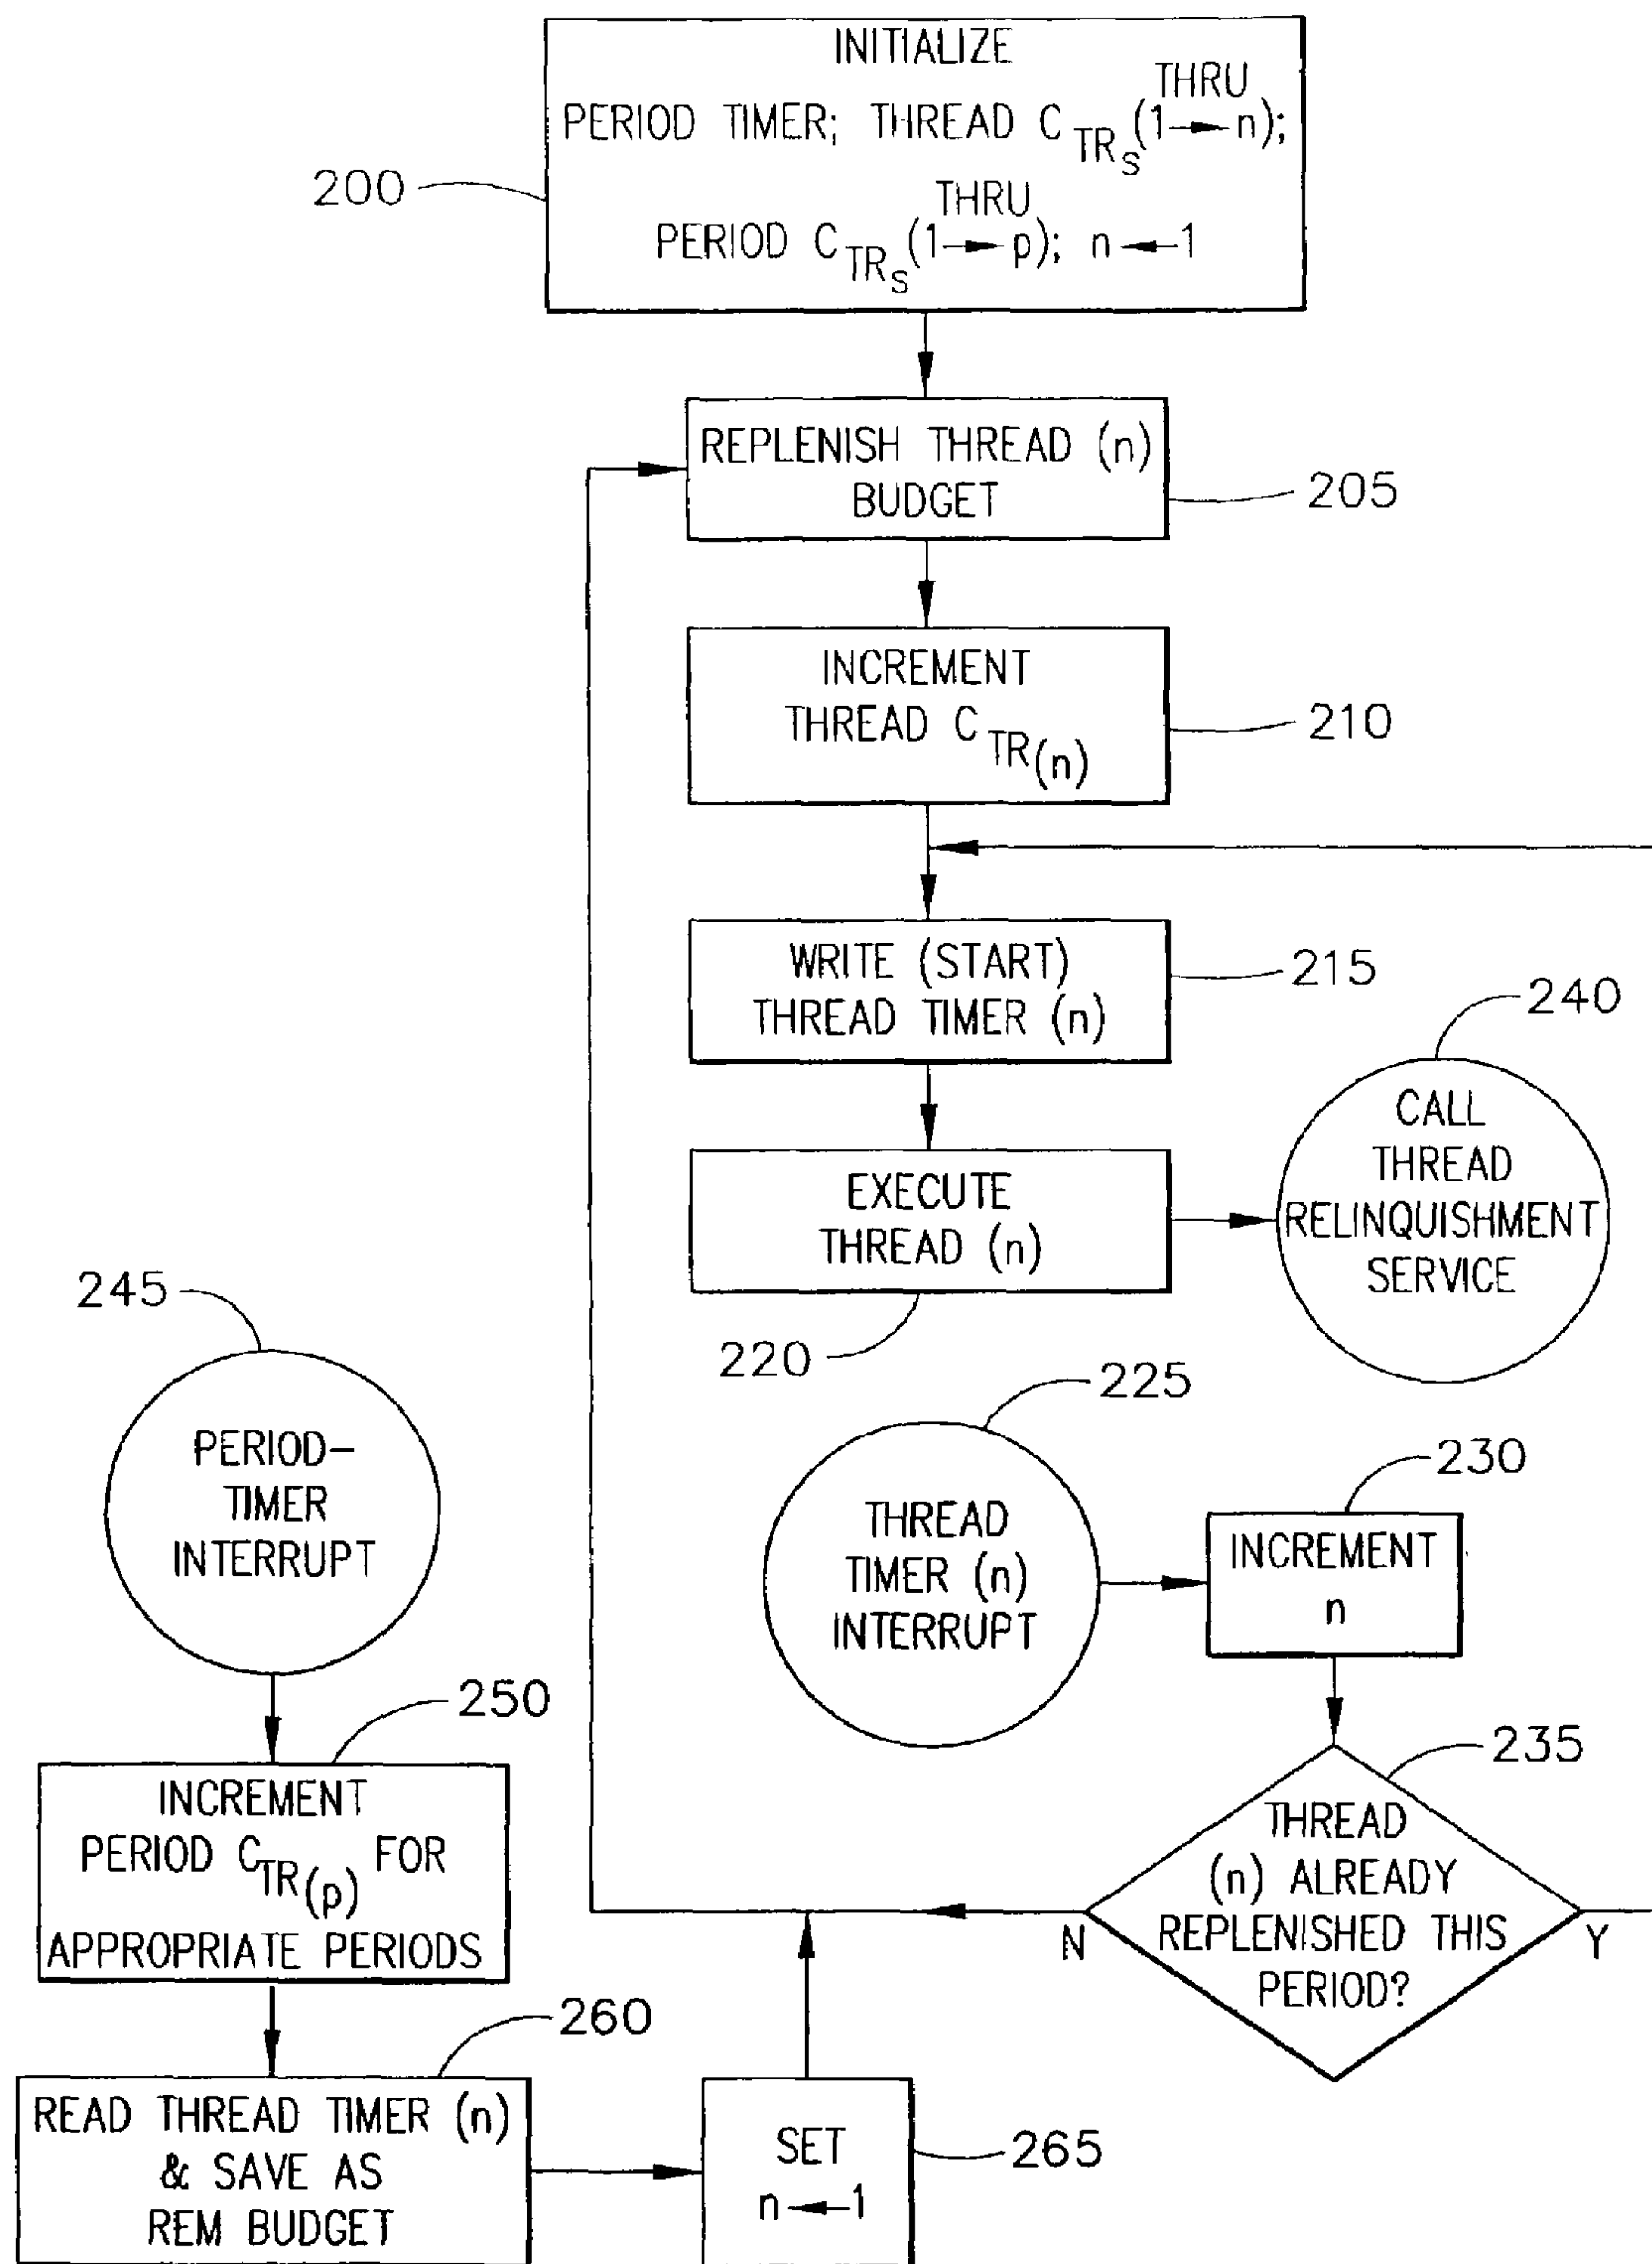 INITIALIZE
THRU
PERIOD TIMER; THREAD C TRS (1→n);
THRU
PERIOD C TRS (1→p); n←1
200
REPLENISH THREAD (n)
BUDGET
205
INCREMENT
THREAD C TR(n)
210
WRITE (START)
THREAD TIMER (n)
215
240
CALL
THREAD
RELINQUISHMENT
SERVICE
EXECUTE
THREAD (n)
220
245
PERIOD-
TIMER
INTERRUPT
225
THREAD
TIMER (n)
INTERRUPT
230
INCREMENT
n
250
INCREMENT
PERIOD CTR(p) FOR
APPROPRIATE PERIODS
235
THREAD
(n) ALREADY
REPLENISHED THIS
PERIOD?
N
Y
260
READ THREAD TIMER (n)
& SAVE AS
REM BUDGET
SET
n←1
265